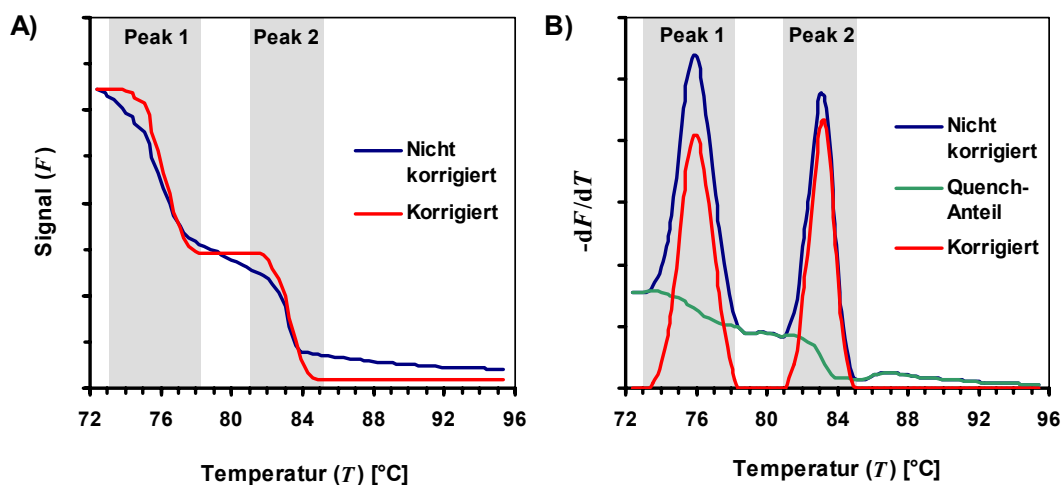 A)
Peak 1
Peak 2
Signal (F)
Nicht
korrigiert
Korrigiert
72 76 80 84 88 92 96
Temperatur (T) [°C]
B)
Peak 1
Peak 2
-dF/dT
Nicht
korrigiert
Quench-
Anteil
Korrigiert
72 76 80 84 88 92 96
Temperatur (T) [°C]